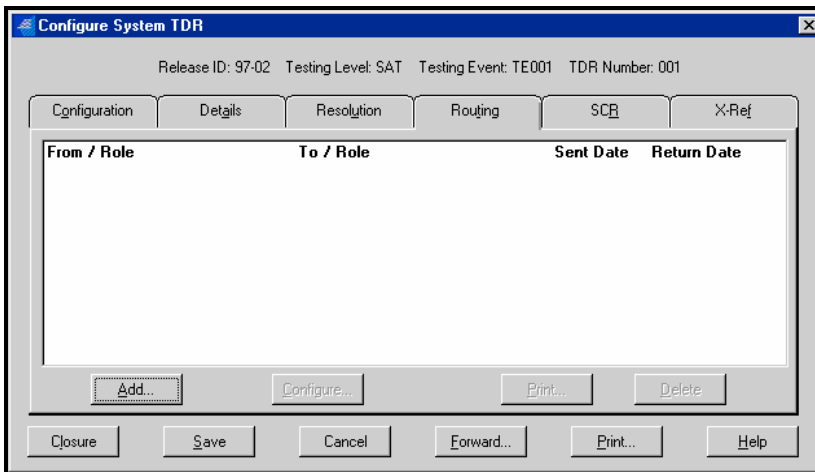 Configure System TDR
Release ID: 97-02 Testing Level: SAT Testing Event: TE001 TDR Number: 001
Configuration Details Resolution Routing SCR X-Ref
From / Role To / Role Sent Date Return Date
Add... Configure... Print... Delete
Closure Save Cancel Forward... Print... Help